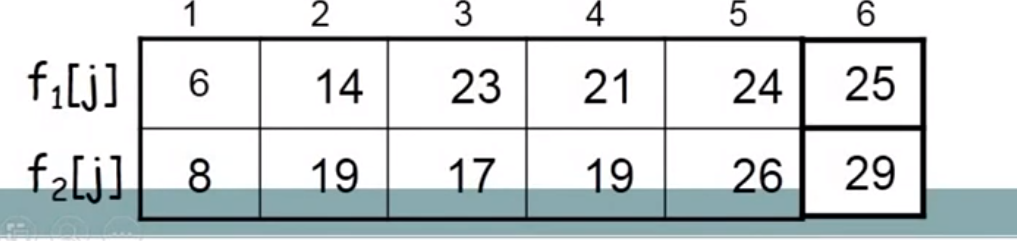 1 2 3 4 5 6
f₁[j] 6 14 23 21 24 25
f₂[j] 8 19 17 19 26 29